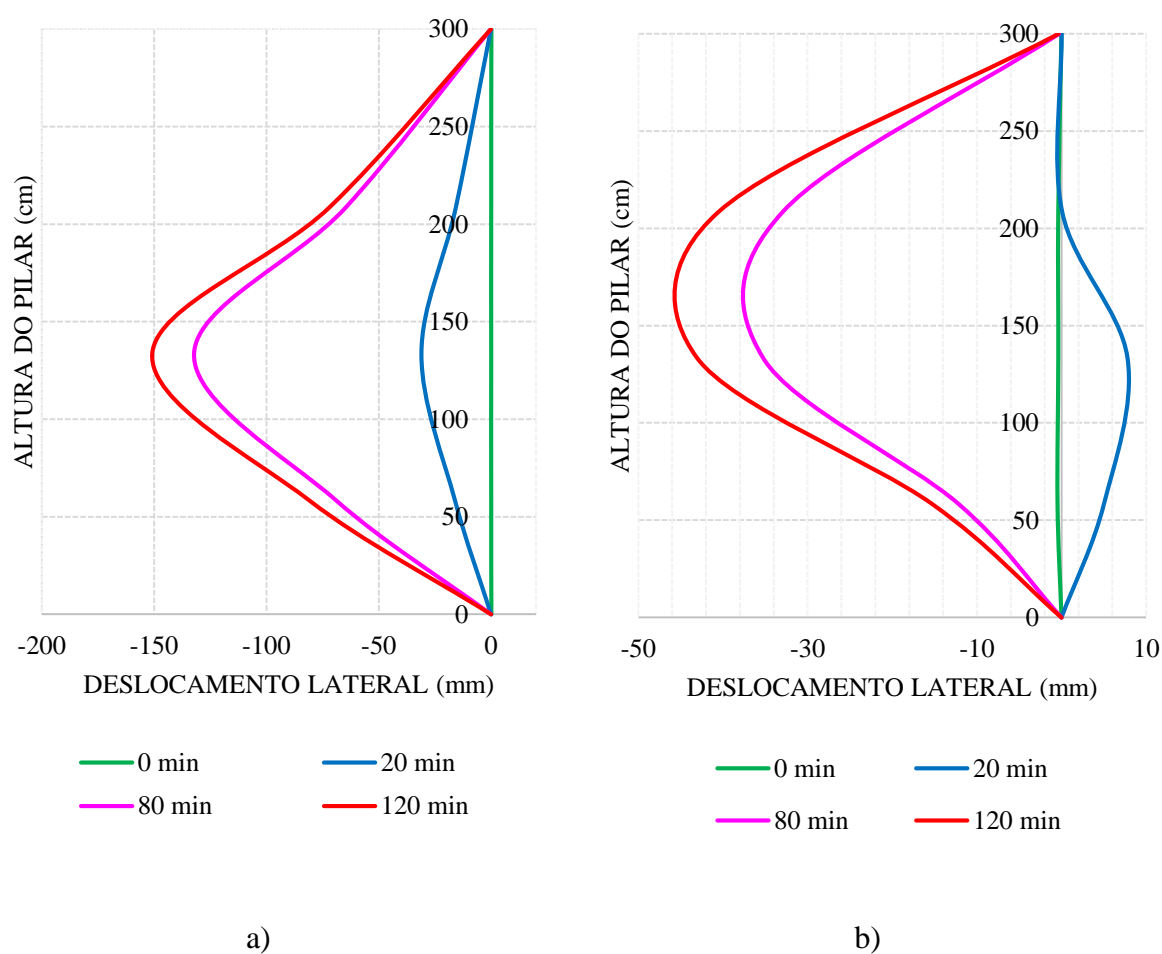 300
250
200
150
100
50
0
ALTURA DO PILAR (cm)
-200 -150 -100 -50 0
DESLOCAMENTO LATERAL (mm)
0 min 20 min
80 min 120 min
a)
300
250
200
150
100
50
0
ALTURA DO PILAR (cm)
-50 -30 -10 10
DESLOCAMENTO LATERAL (mm)
0 min 20 min
80 min 120 min
b)